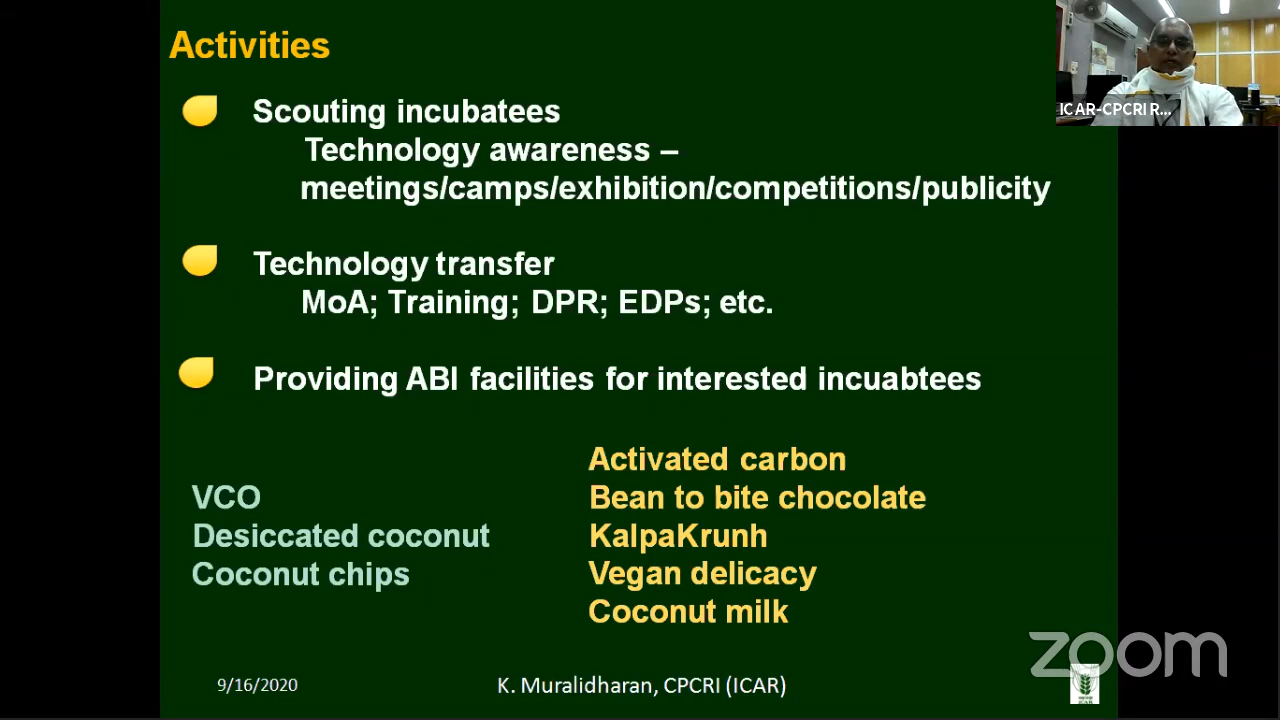 Activities
Scouting incubatees
Technology awareness –
meetings/camps/exhibition/competitions/publicity
Technology transfer
MoA; Training; DPR; EDPs; etc.
Providing ABI facilities for interested incuabtees
VCO
Desiccated coconut
Coconut chips
Activated carbon
Bean to bite chocolate
KalpaKrunh
Vegan delicacy
Coconut milk
9/16/2020
K. Muralidharan, CPCRI (ICAR)
ICAR-CPCRI R...
zoom
ICAR